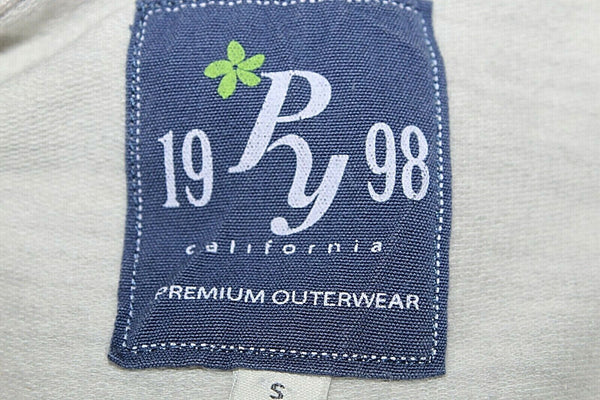 19 Py 98
california
PREMIUM OUTERWEAR
S